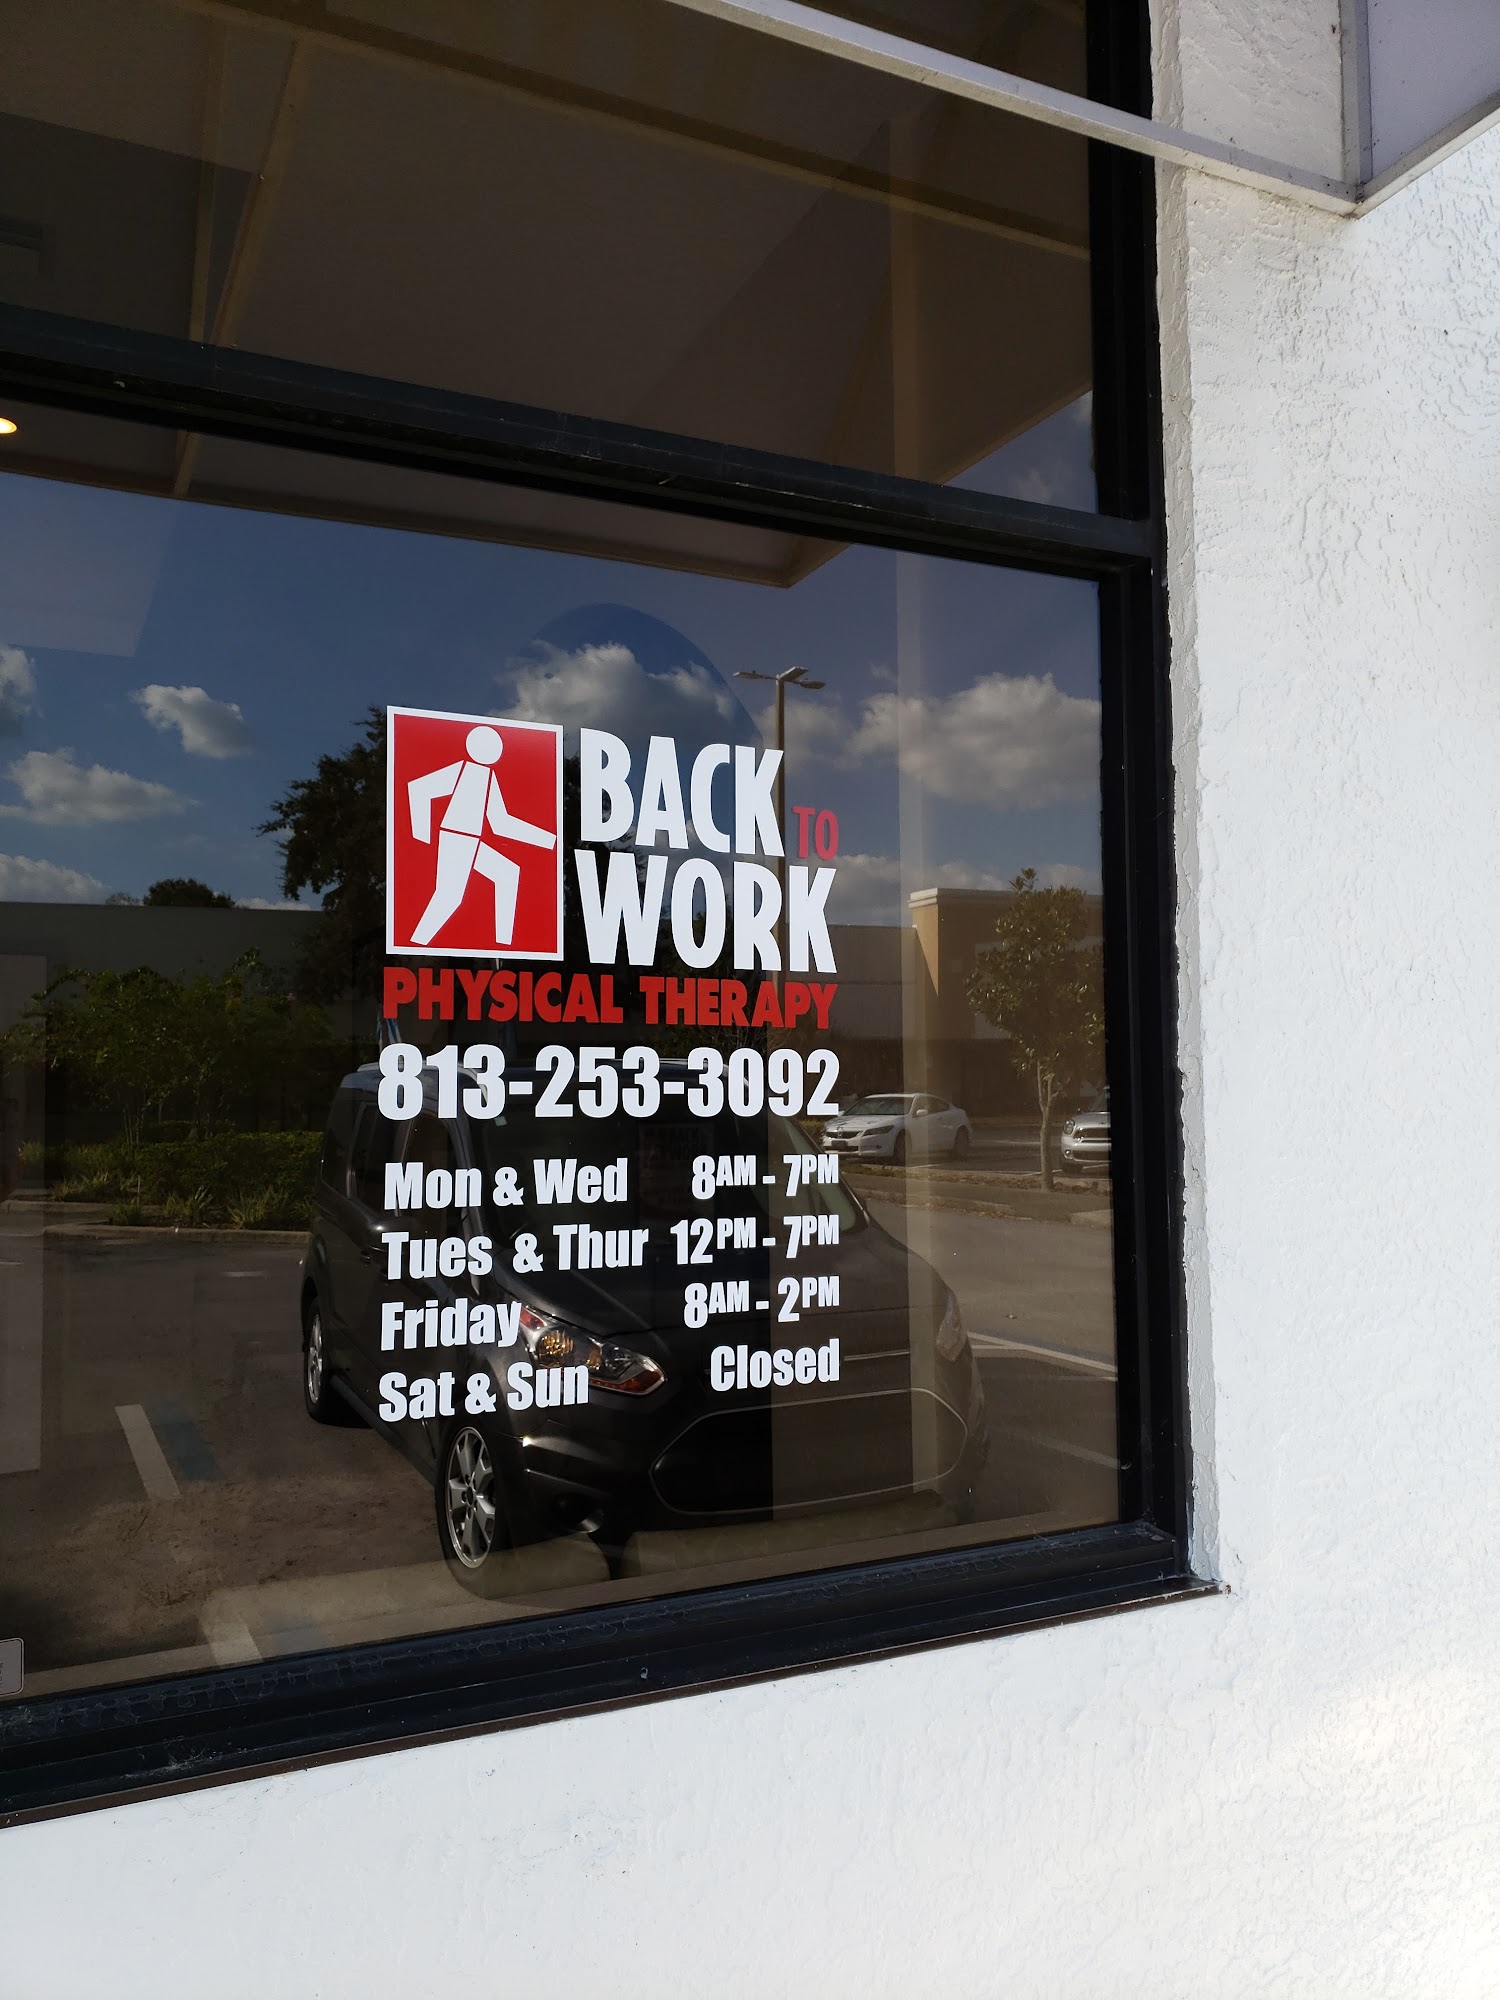 BACK TO
WORK
PHYSICAL THERAPY
813-253-3092
Mon & Wed 8AM - 7PM
Tues & Thur 12PM - 7PM
Friday 8AM - 2PM
Sat & Sun Closed